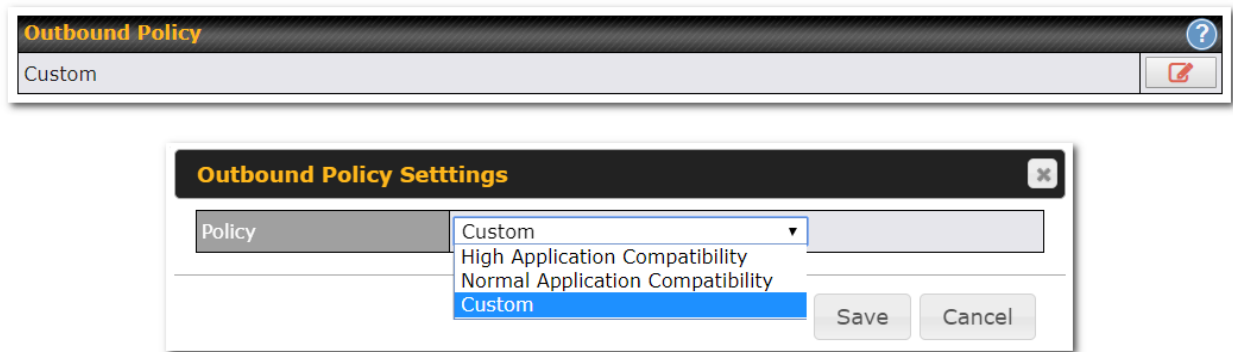 Outbound Policy
?
Custom
Outbound Policy Setttings
Policy
Custom
High Application Compatibility
Normal Application Compatibility
Custom
Save Cancel